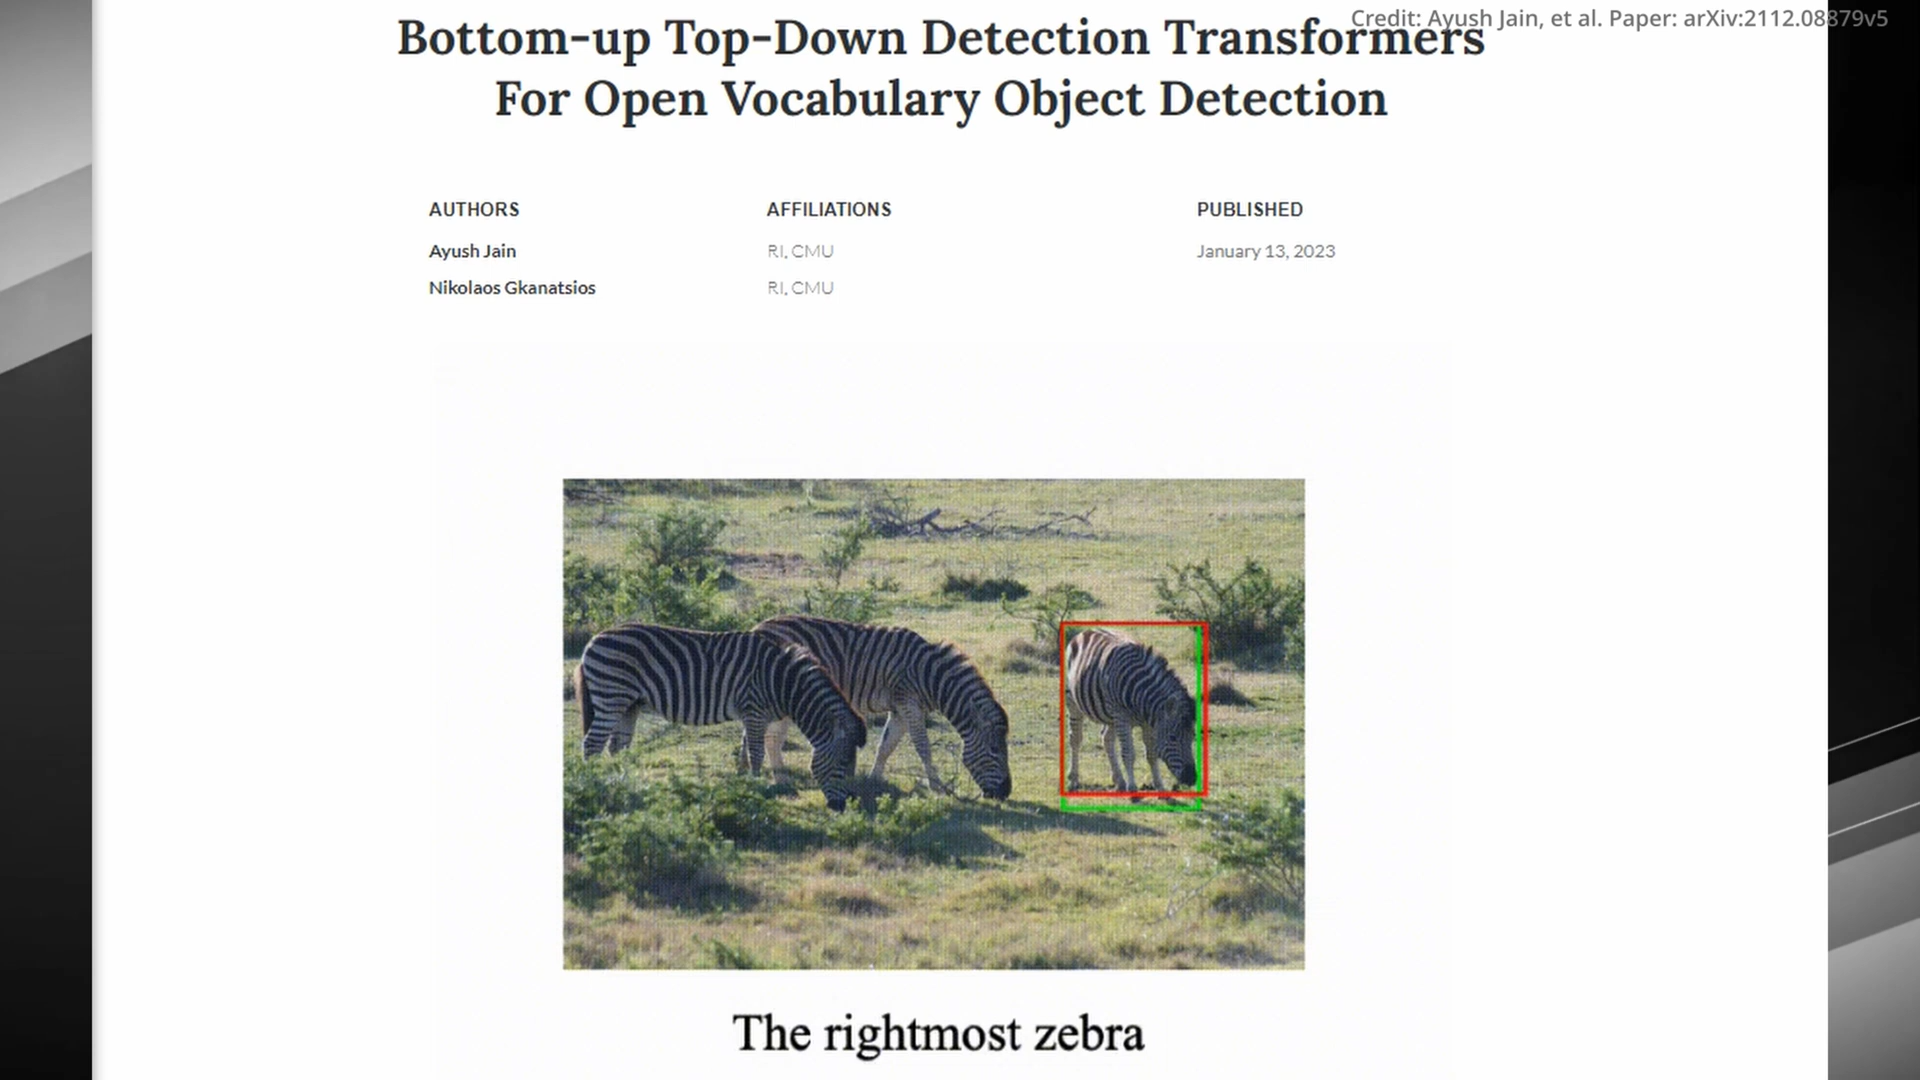 Credit: Ayush Jain, et al. Paper: arXiv:2112.08879v5
Bottom-up Top-Down Detection Transformers
For Open Vocabulary Object Detection
AUTHORS
AFFILIATIONS
PUBLISHED
Ayush Jain
RI, CMU
January 13, 2023
Nikolaos Gkanatsios
RI, CMU
The rightmost zebra